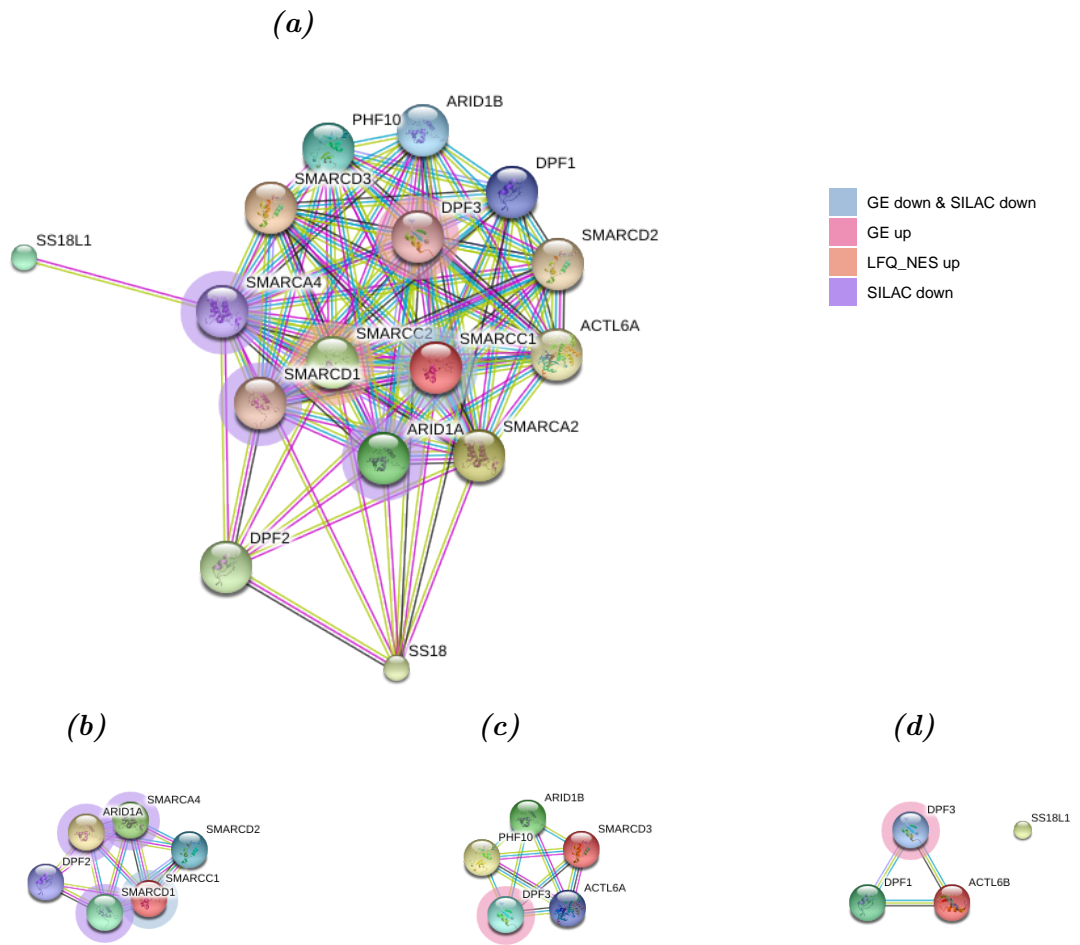 (a)
ARID1B
PHF10
DPF1
SMARCD3
DPF3
SMARCD2
SS18L1
SMARCA4
ACTL6A
SMARCC2
SMARCC1
SMARCD1
ARID1A
SMARCA2
DPF2
SS18
GE down & SILAC down
GE up
LFQ_NES up
SILAC down
(b)
(c)
(d)
SMARCA4
ARID1A
SMARCD2
DPF2
SMARCC1
SMARCD1
ARID1B
PHF10
SMARCD3
DPF3
ACTL6A
DPF3
SS18L1
DPF1
ACTL6B